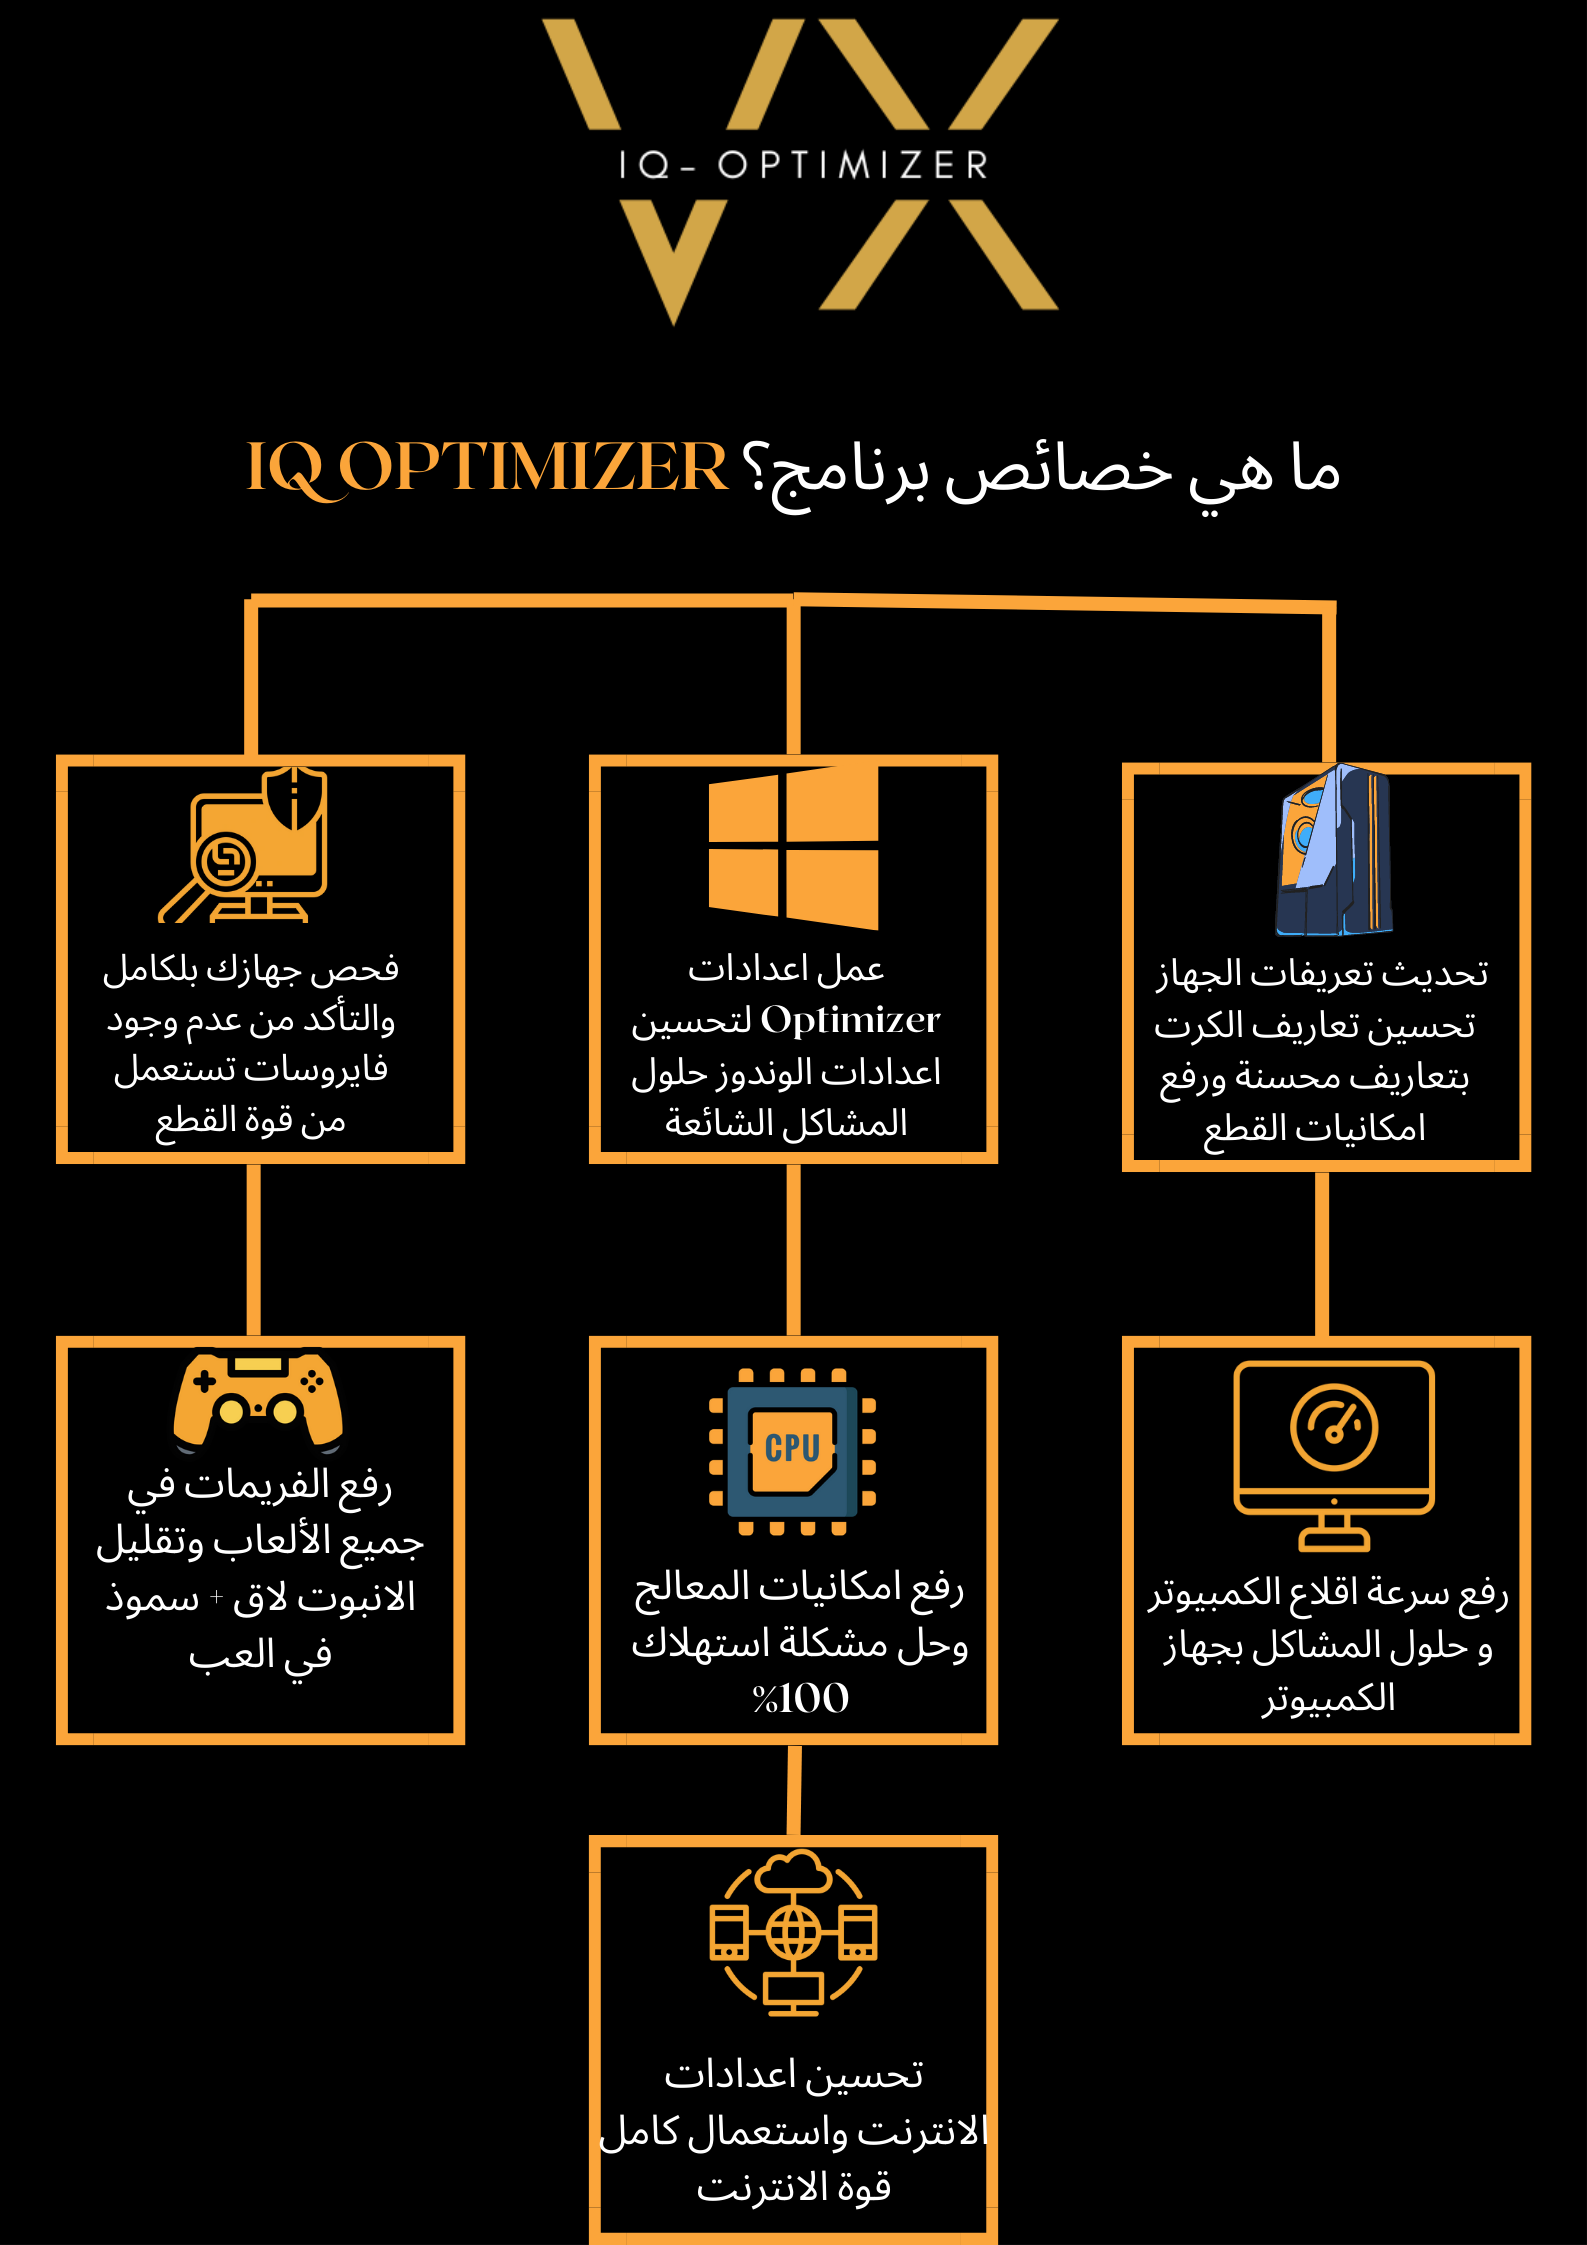 IQ- OPTIMIZER
ما هي خصائص برنامج؟ IQ OPTIMIZER
تحديث تعريفات الجهاز
تحسين تعاريف الكرت
بتعاريف محسنة ورفع
امكانيات القطع
عمل اعدادات
Optimizer لتحسين
اعدادات الوندوز حلول
المشاكل الشائعة
فحص جهازك بلكامل
والتأكد من عدم وجود
فايروسات تستعمل
من قوة القطع
رفع سرعة اقلاع الكمبيوتر
و حلول المشاكل بجهاز
الكمبيوتر
CPU
رفع امكانيات المعالج
وحل مشكلة استهلاك
%100
رفع الفريمات في
جميع الألعاب وتقليل
الانبوت لاق + سموذ
في العب
تحسين اعدادات
الانترنت واستعمال كامل
قوة الانترنت